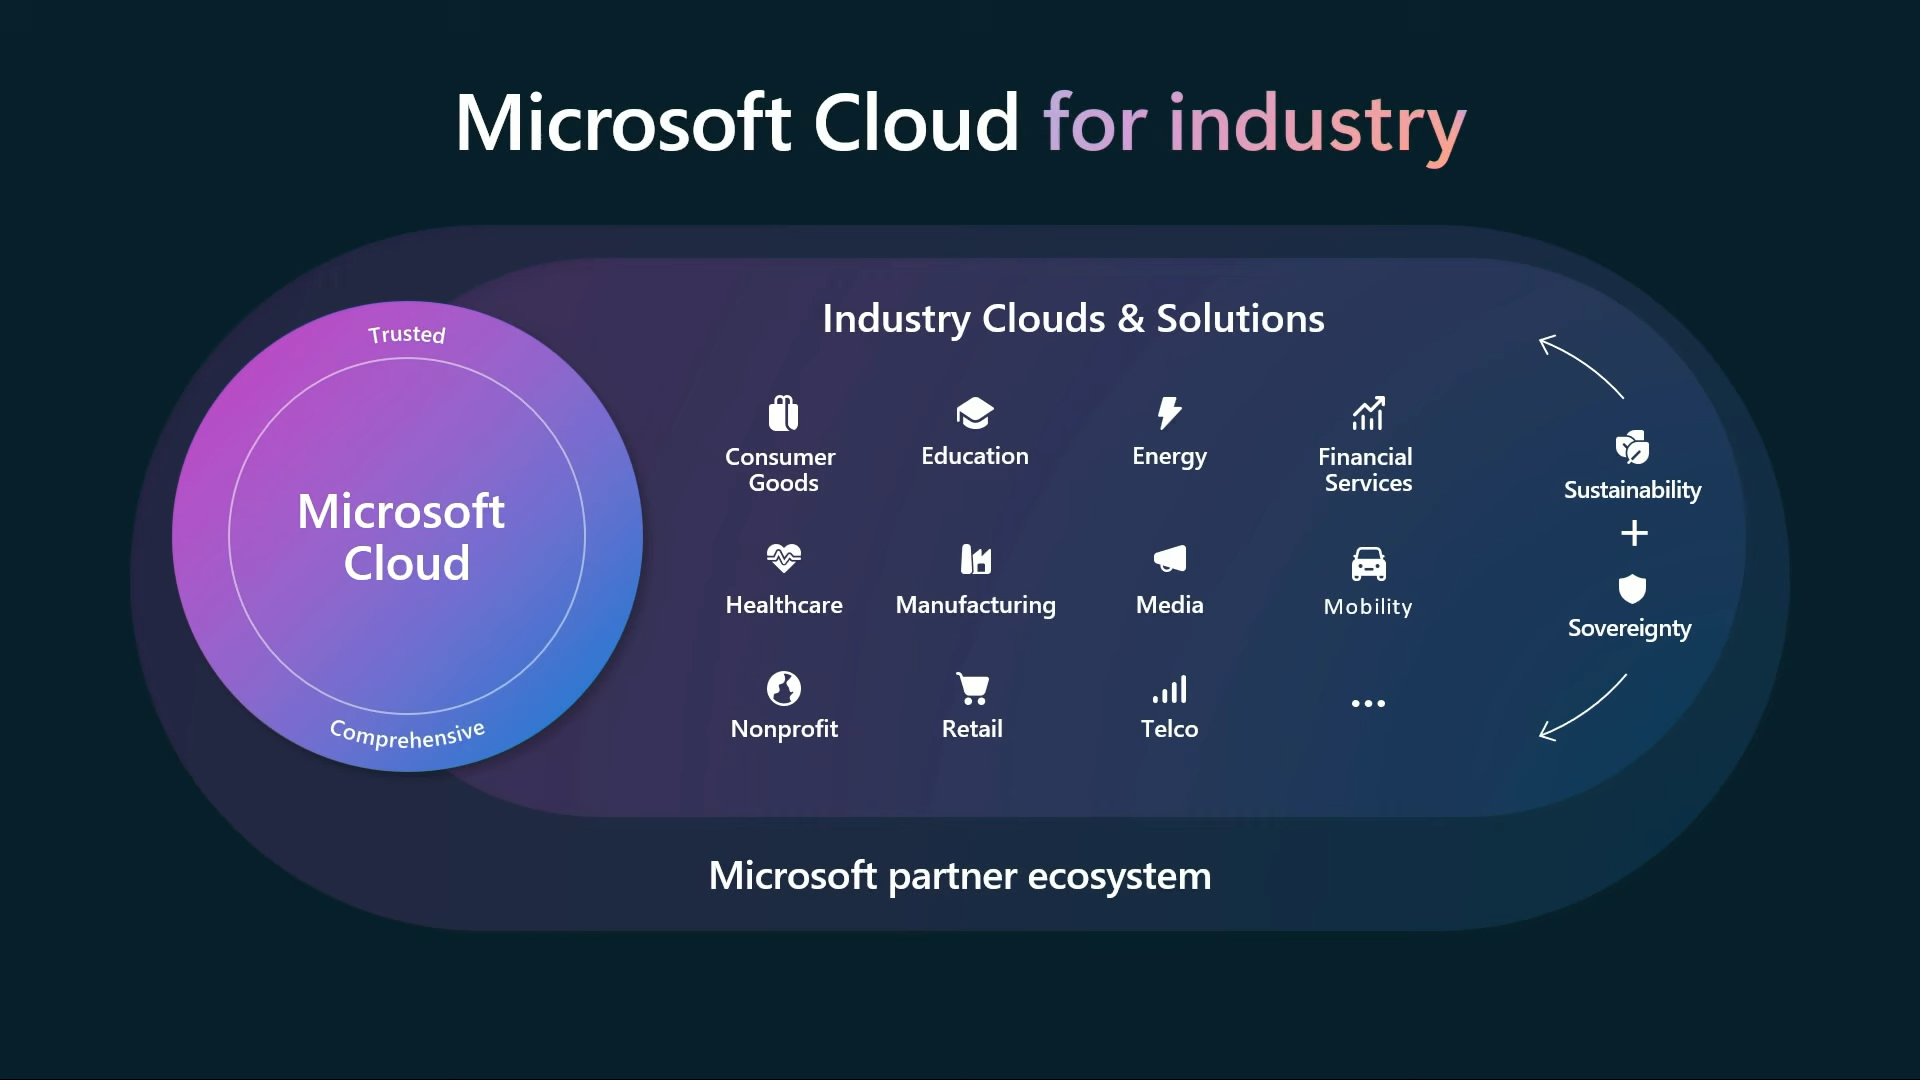 Microsoft Cloud for industry
Trusted
Microsoft
Cloud
Comprehensive
Industry Clouds & Solutions
Consumer
Goods
Education
Energy
Financial
Services
Healthcare
Manufacturing
Media
Mobility
Nonprofit
Retail
Telco
...
Sustainability
+
Sovereignty
Microsoft partner ecosystem